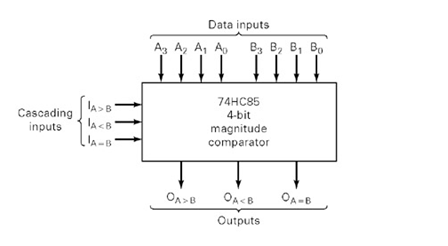 Data inputs
A3 A2 A1 A0 B3 B2 B1 B0
Cascading inputs
IA>B
IA<B
IA=B
74HC85
4-bit
magnitude
comparator
OA>B OA<B OA=B
Outputs